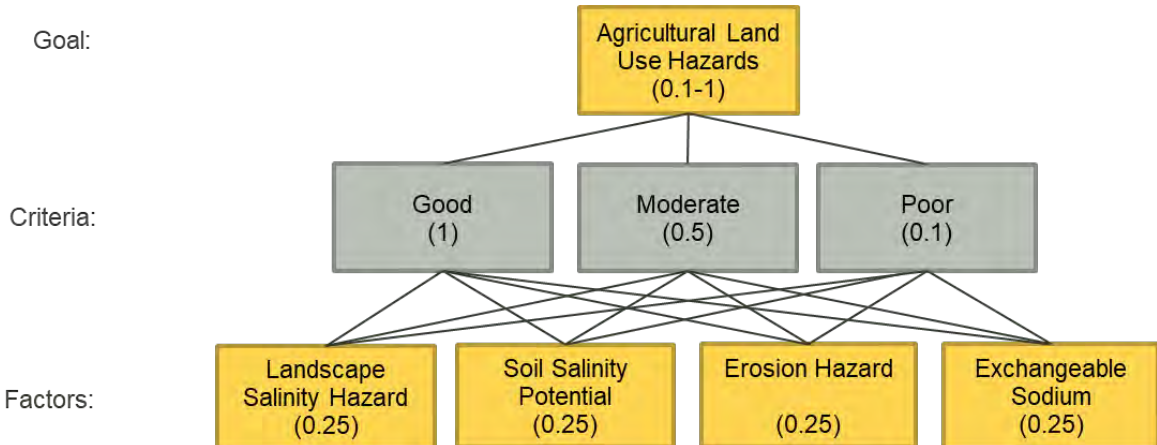 Goal:
Agricultural Land
Use Hazards
(0.1-1)
Criteria:
Good
(1)
Moderate
(0.5)
Poor
(0.1)
Factors:
Landscape
Salinity Hazard
(0.25)
Soil Salinity
Potential
(0.25)
Erosion Hazard
(0.25)
Exchangeable
Sodium
(0.25)